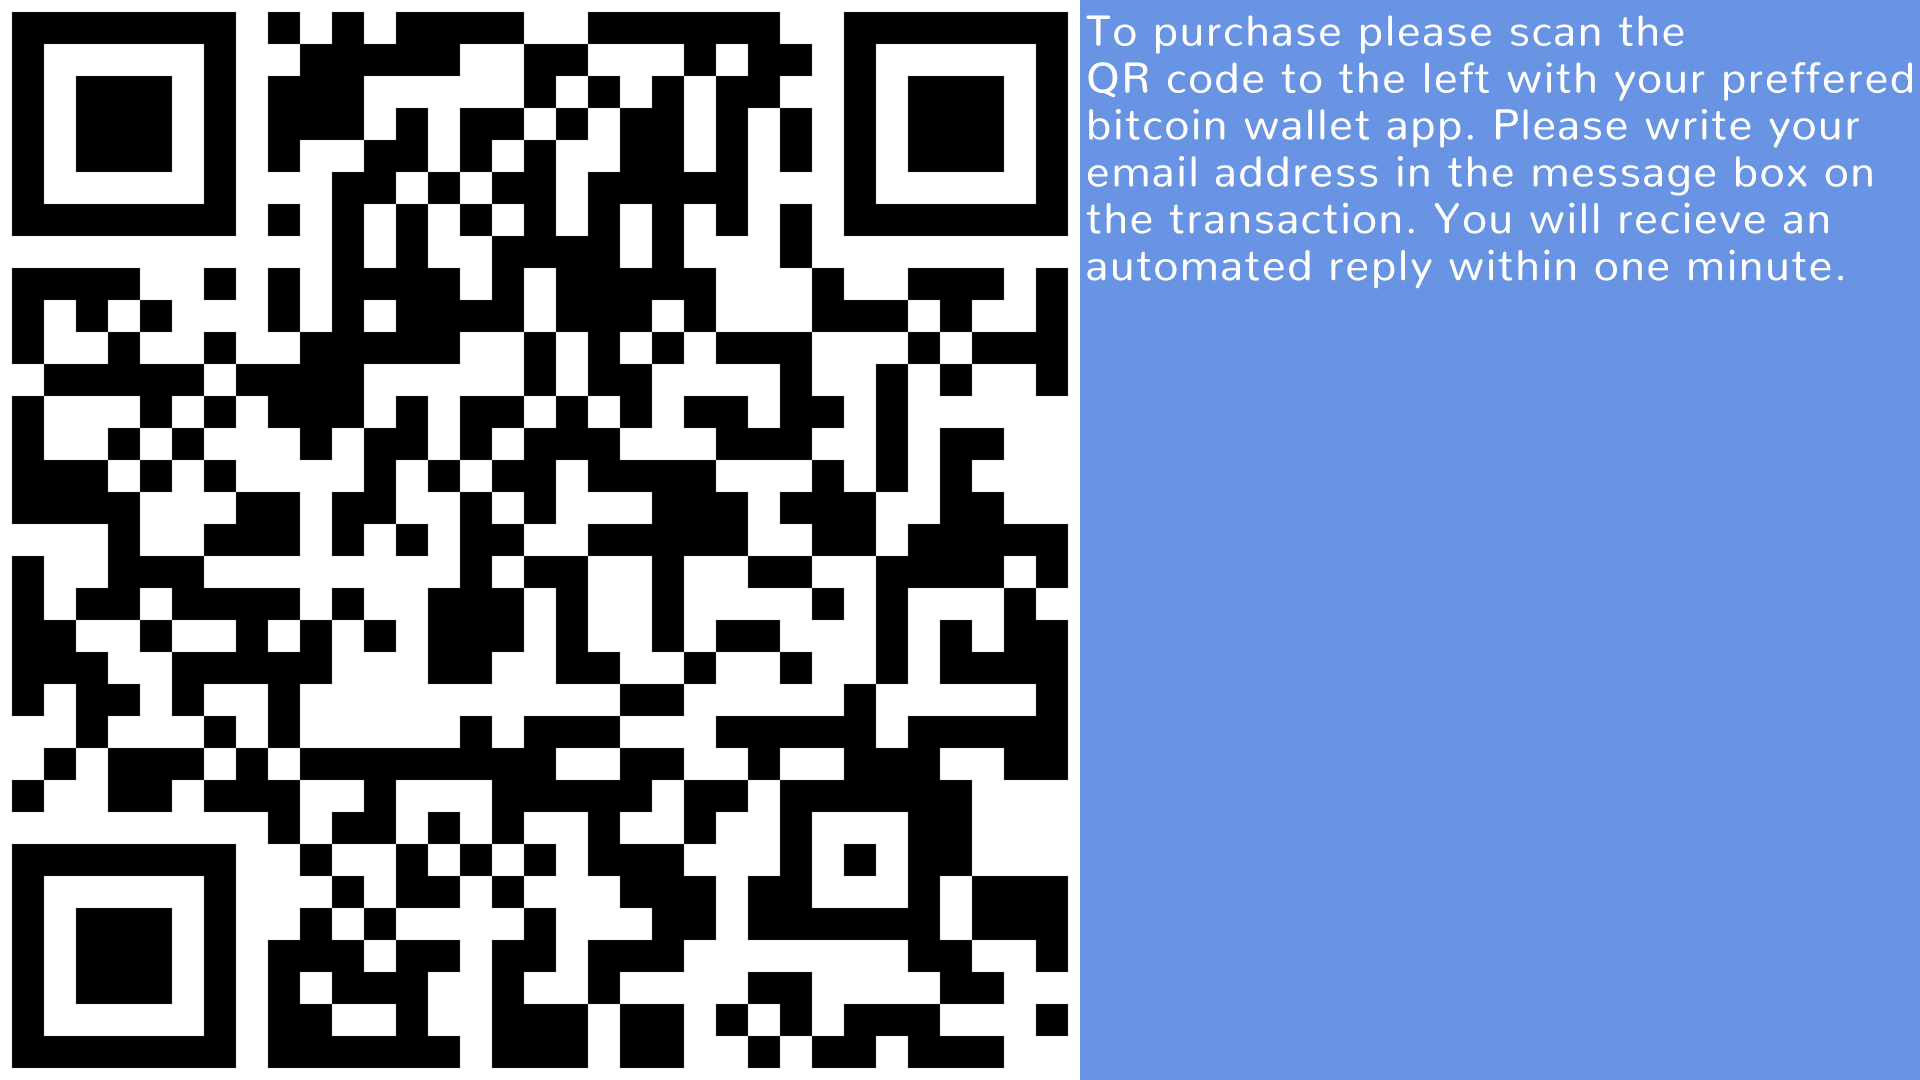 To purchase please scan the
QR code to the left with your preffered
bitcoin wallet app. Please write your
email address in the message box on
the transaction. You will recieve an
automated reply within one minute.